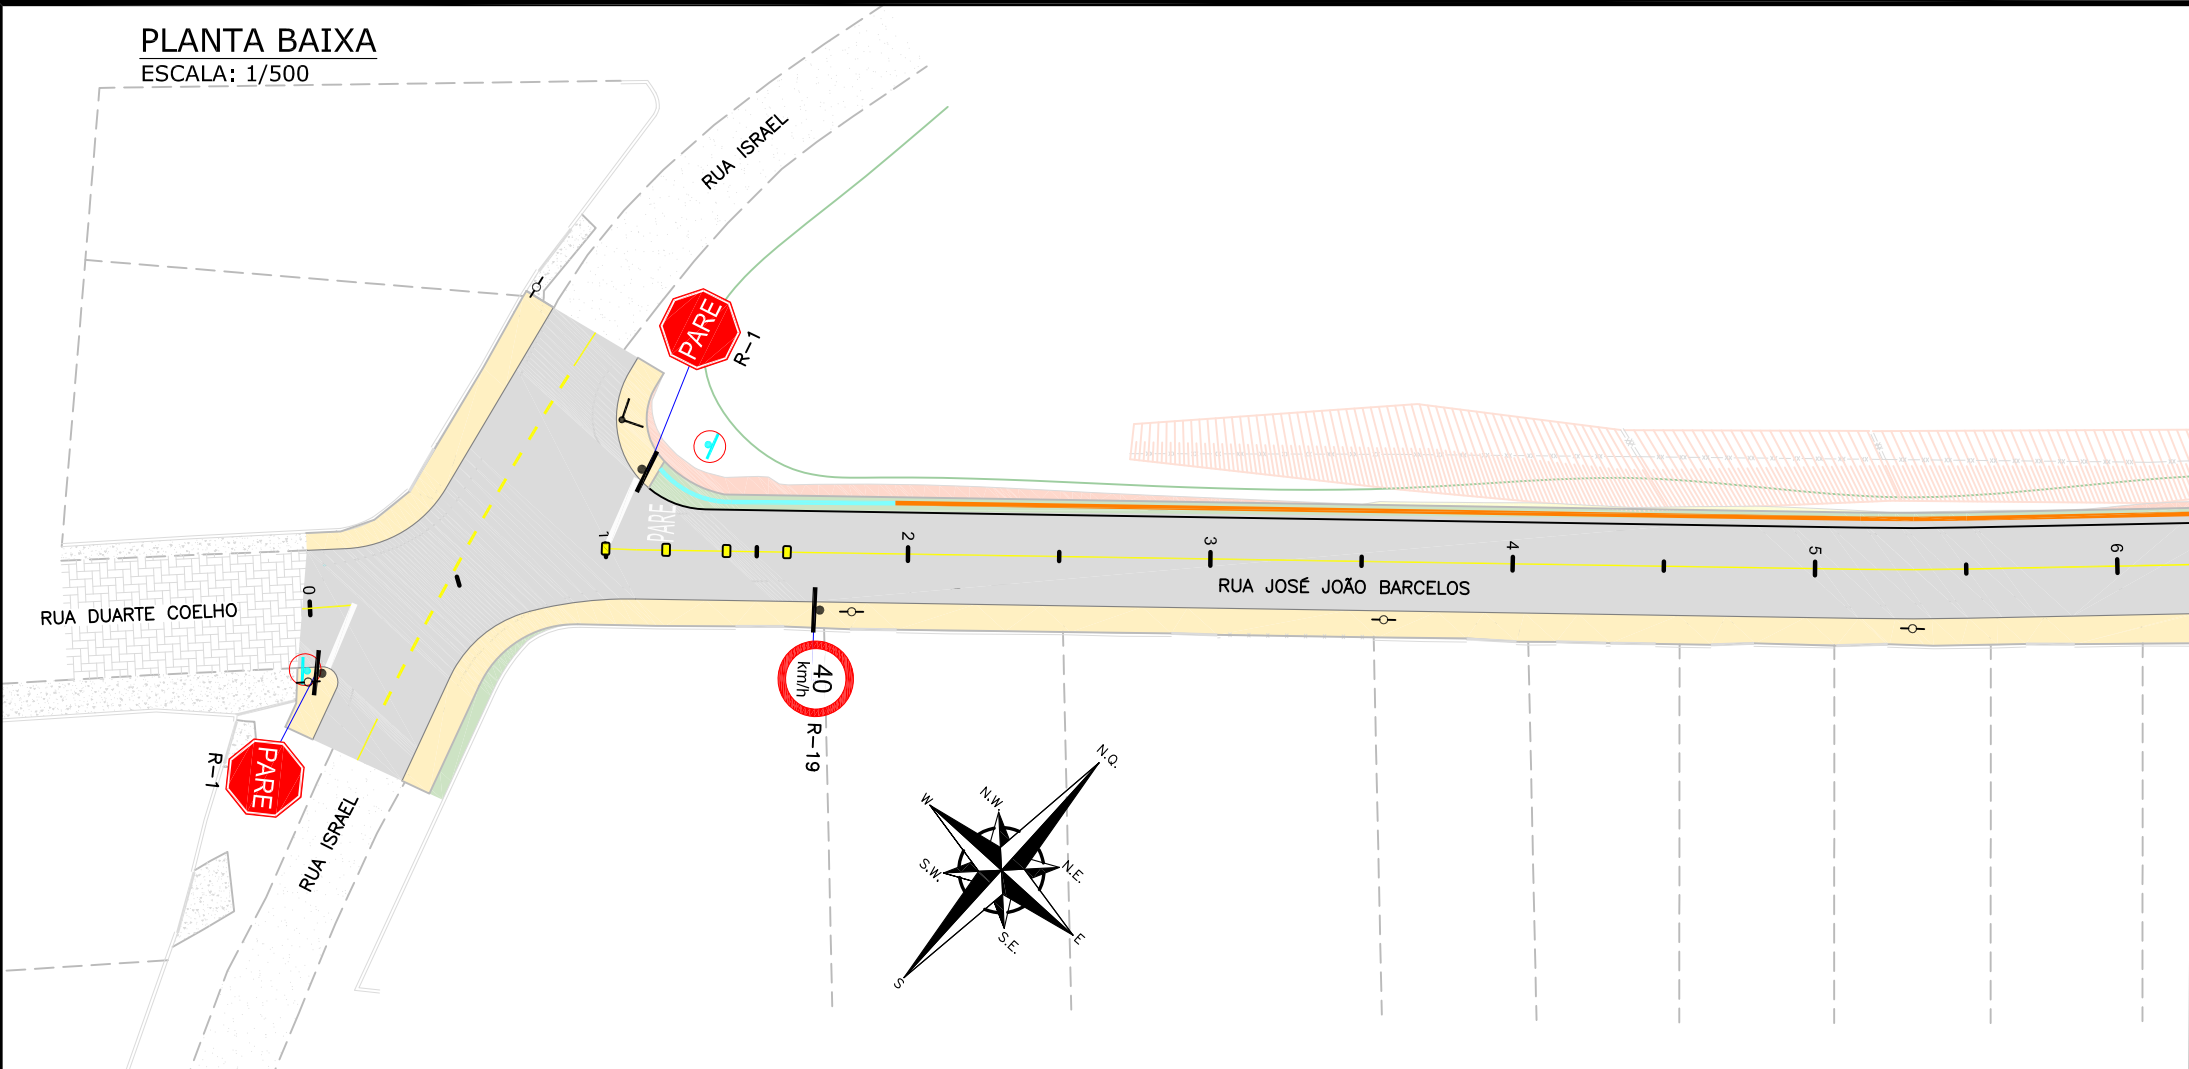 PLANTA BAIXA
ESCALA: 1/500
RUA ISRAEL
PARE
R-1
PARE
1
2
3
4
5
6
RUA JOSÉ JOÃO BARCELOS
0
RUA DUARTE COELHO
40
km/h
R-19
PARE
R-1
RUA ISRAEL
N.Q.
N.W.
W
N.E.
S.W.
S.E.
E
S